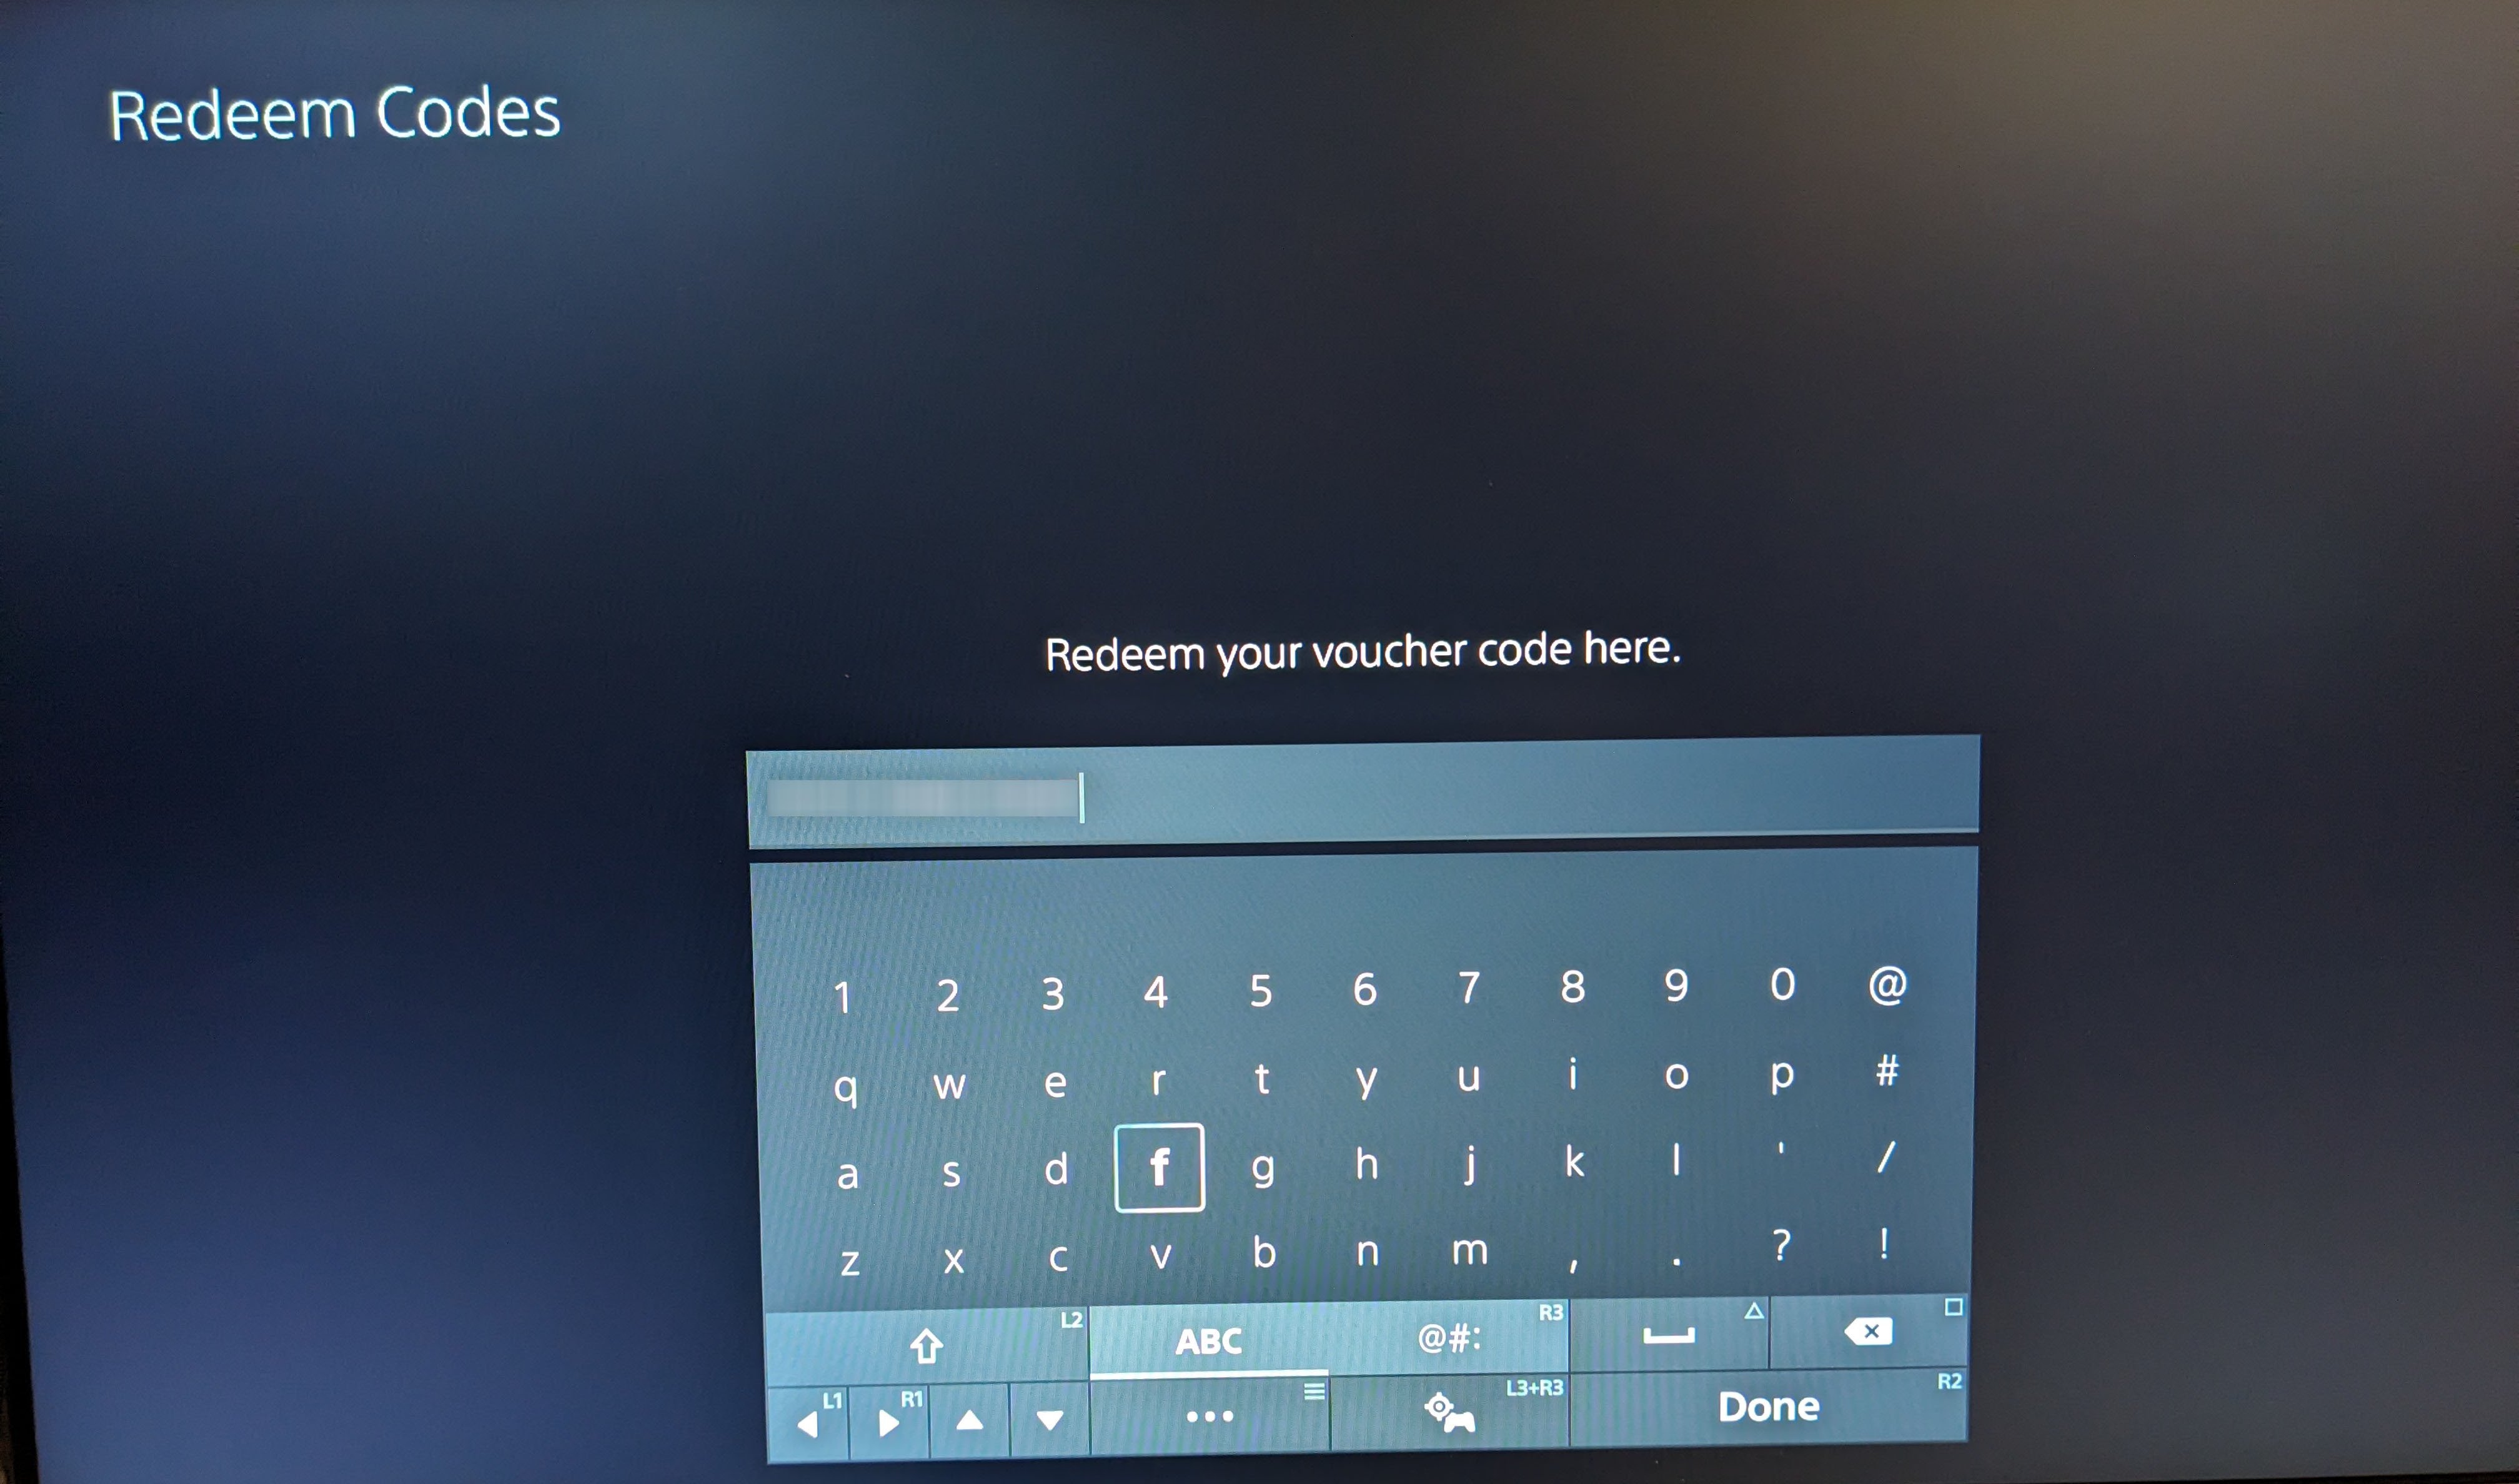 Redeem Codes
Redeem your voucher code here.
1 2 3 4 5 6 7 8 9 0 @
q w e r t y u i o p #
a s d f g h j k l ' /
z x c v b n m , . ? !
L2 ABC @#: R3
L1 R1 L3+R3 Done R2